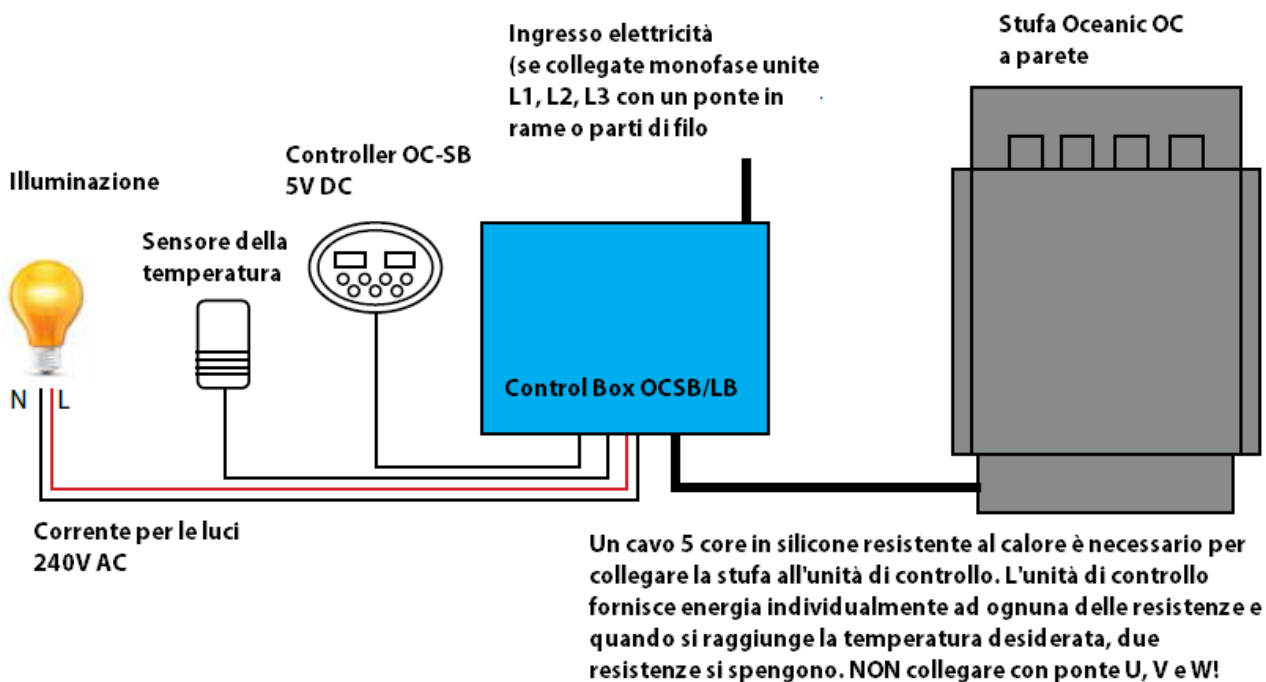 Ingresso elettricità
(se collegate monofase unite
L1, L2, L3 con un ponte in
rame o parti di filo
Stufa Oceanic OC
a parete
Controller OC-SB
5V DC
Illuminazione
Sensore della
temperatura
N L
Control Box OCSB/LB
Corrente per le luci
240V AC
Un cavo 5 core in silicone resistente al calore è necessario per
collegare la stufa all'unità di controllo. L'unità di controllo
fornisce energia individualmente ad ognuna delle resistenze e
quando si raggiunge la temperatura desiderata, due
resistenze si spengono. NON collegare con ponte U, V e W!